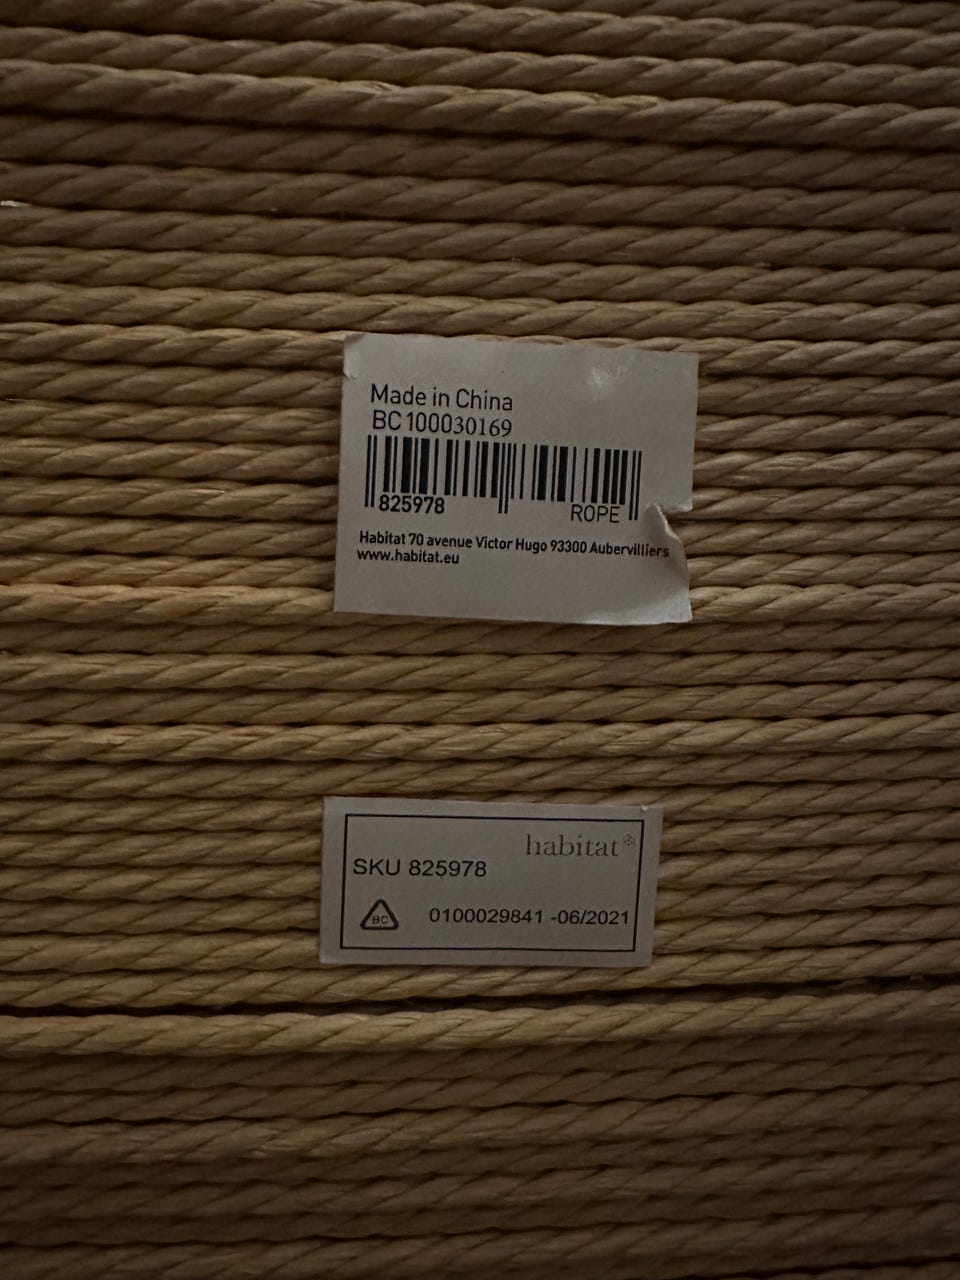 Made in China
BC 100030169
825978 ROPE
Habitat 70 avenue Victor Hugo 93300 Aubervilliers
www.habitat.eu
habitat
SKU 825978
BC 0100029841 -06/2021